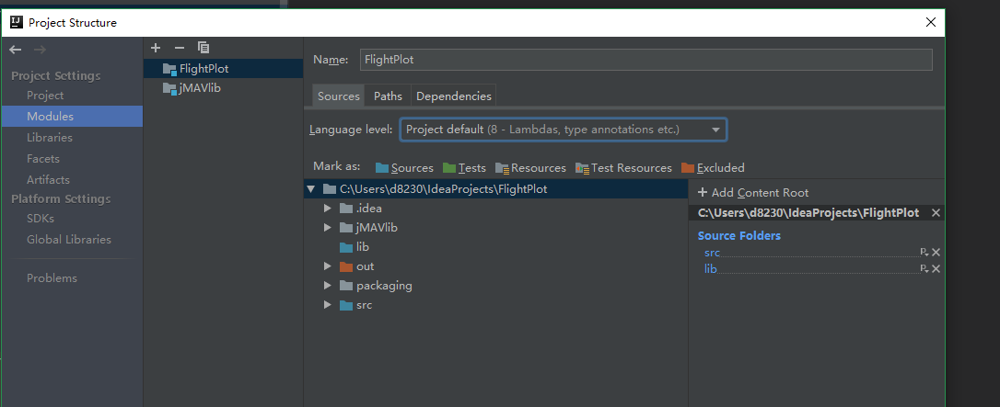 Project Structure
Project Settings
Project
Modules
Libraries
Facets
Artifacts
Platform Settings
SDKs
Global Libraries
Problems
FlightPlot
jMAVlib
Name: FlightPlot
Sources Paths Dependencies
Language level: Project default (8 - Lambdas, type annotations etc.)
Mark as: Sources Tests Resources Test Resources Excluded
C:\Users\d8230\IdeaProjects\FlightPlot
.idea
jMAVlib
lib
out
packaging
src
+ Add Content Root
C:\Users\d8230\IdeaProjects\FlightPlot
Source Folders
src
lib